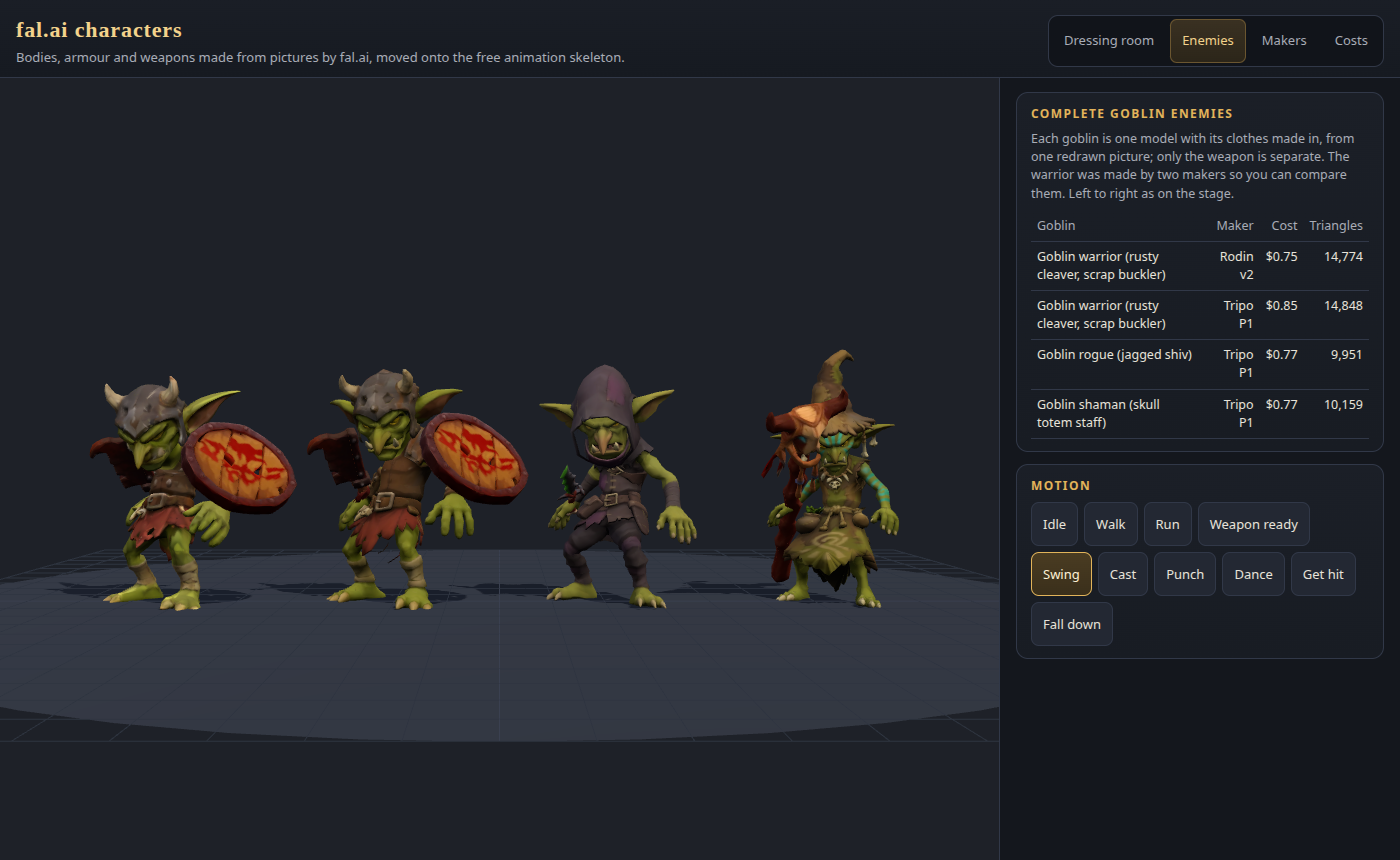 fal.ai characters
Bodies, armour and weapons made from pictures by fal.ai, moved onto the free animation skeleton.
Dressing room
Enemies
Makers
Costs
COMPLETE GOBLIN ENEMIES
Each goblin is one model with its clothes made in, from
one redrawn picture; only the weapon is separate. The
warrior was made by two makers so you can compare
them. Left to right as on the stage.
Goblin Maker Cost Triangles
Goblin warrior (rusty Rodin $0.75 14,774
cleaver, scrap buckler) v2
Goblin warrior (rusty Tripo $0.85 14,848
cleaver, scrap buckler) P1
Goblin rogue (jagged shiv) Tripo $0.77 9,951
P1
Goblin shaman (skull Tripo $0.77 10,159
totem staff) P1
MOTION
Idle Walk Run Weapon ready
Swing Cast Punch Dance Get hit
Fall down